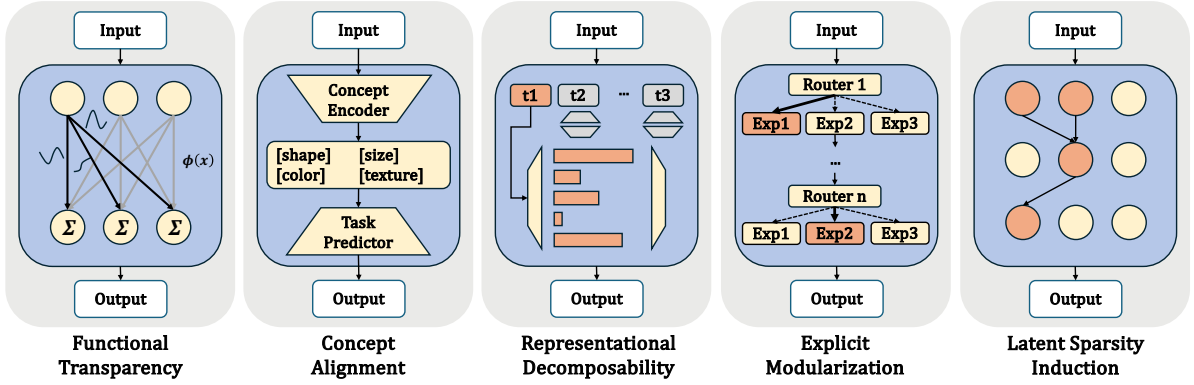 Input
ϕ(x)
Σ Σ Σ
Output
Functional
Transparency
Input
Concept
Encoder
[shape] [size]
[color] [texture]
Task
Predictor
Output
Concept
Alignment
Input
t1 t2 ... t3
Output
Representational
Decomposability
Input
Router 1
Exp1 Exp2 Exp3
...
Router n
Exp1 Exp2 Exp3
Output
Explicit
Modularization
Input
Output
Latent Sparsity
Induction